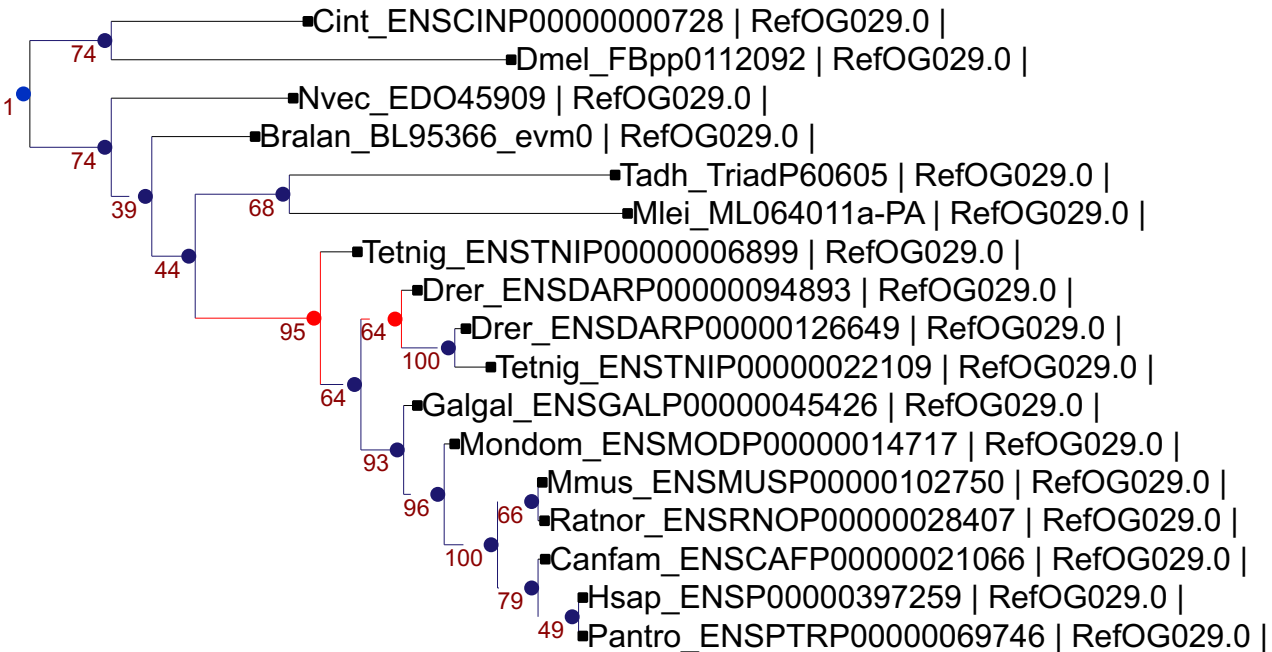 Cint_ENSCINP00000000728 | RefOG029.0 |
74
Dmel_FBpp0112092 | RefOG029.0 |
1
Nvec_EDO45909 | RefOG029.0 |
74
Bralan_BL95366_evm0 | RefOG029.0 |
39
Tadh_TriadP60605 | RefOG029.0 |
68
Mlei_ML064011a-PA | RefOG029.0 |
44
Tetnig_ENSTNIP00000006899 | RefOG029.0 |
95
Drer_ENSDARP00000094893 | RefOG029.0 |
64
Drer_ENSDARP00000126649 | RefOG029.0 |
100
Tetnig_ENSTNIP00000022109 | RefOG029.0 |
64
Galgal_ENSGALP00000045426 | RefOG029.0 |
93
Mondom_ENSMODP00000014717 | RefOG029.0 |
96
Mmus_ENSMUSP00000102750 | RefOG029.0 |
66
Ratnor_ENSRNOP00000028407 | RefOG029.0 |
100
Canfam_ENSCAFP00000021066 | RefOG029.0 |
79
Hsap_ENSP00000397259 | RefOG029.0 |
49
Pantro_ENSPTRP00000069746 | RefOG029.0 |